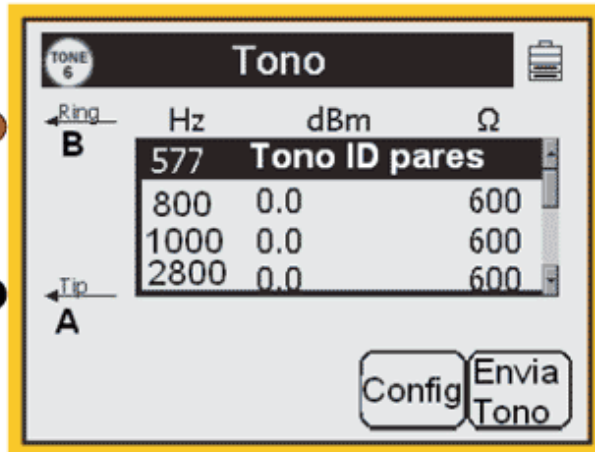 TONE
6
Tono
Ring
B
Hz dBm Ω
577 Tono ID pares
800 0.0 600
1000 0.0 600
2800 0.0 600
Tip
A
Config
Envia
Tono